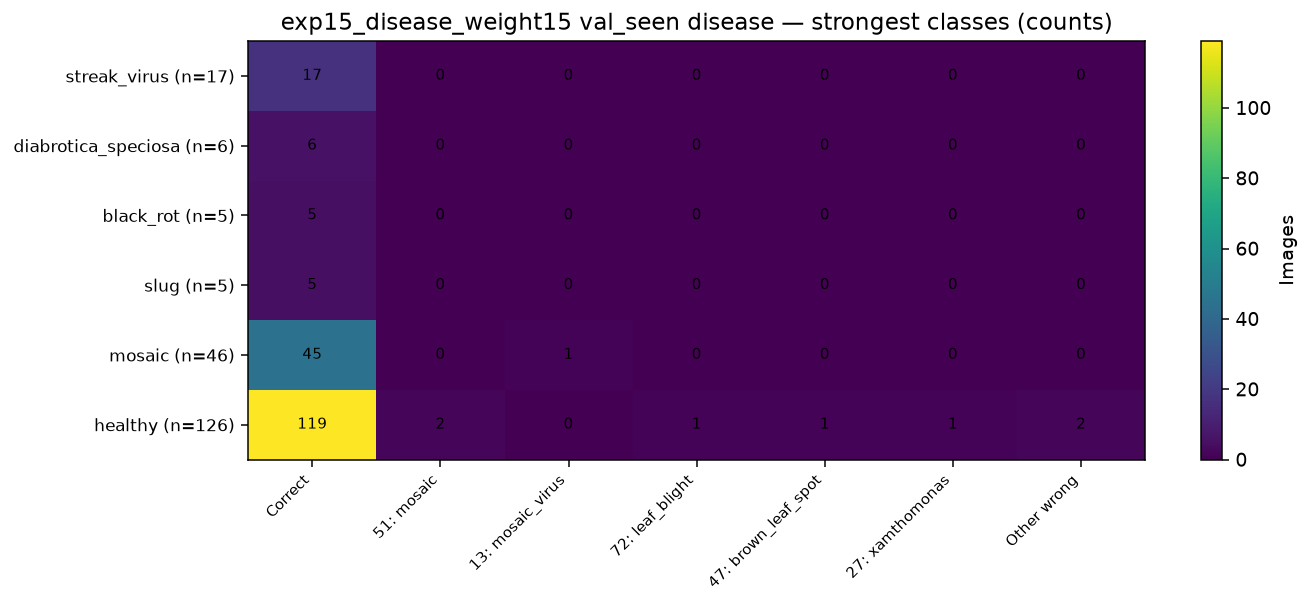 exp15_disease_weight15 val_seen disease — strongest classes (counts)
streak_virus (n=17) 17 0 0 0 0 0 0
diabrotica_speciosa (n=6) 6 0 0 0 0 0 0
black_rot (n=5) 5 0 0 0 0 0 0
slug (n=5) 5 0 0 0 0 0 0
mosaic (n=46) 45 0 1 0 0 0 0
healthy (n=126) 119 2 0 1 1 1 2
Correct
51: mosaic
13: mosaic_virus
72: leaf_blight
47: brown_leaf_spot
27: xamthomonas
Other wrong
100
80
60
40
20
0
Images